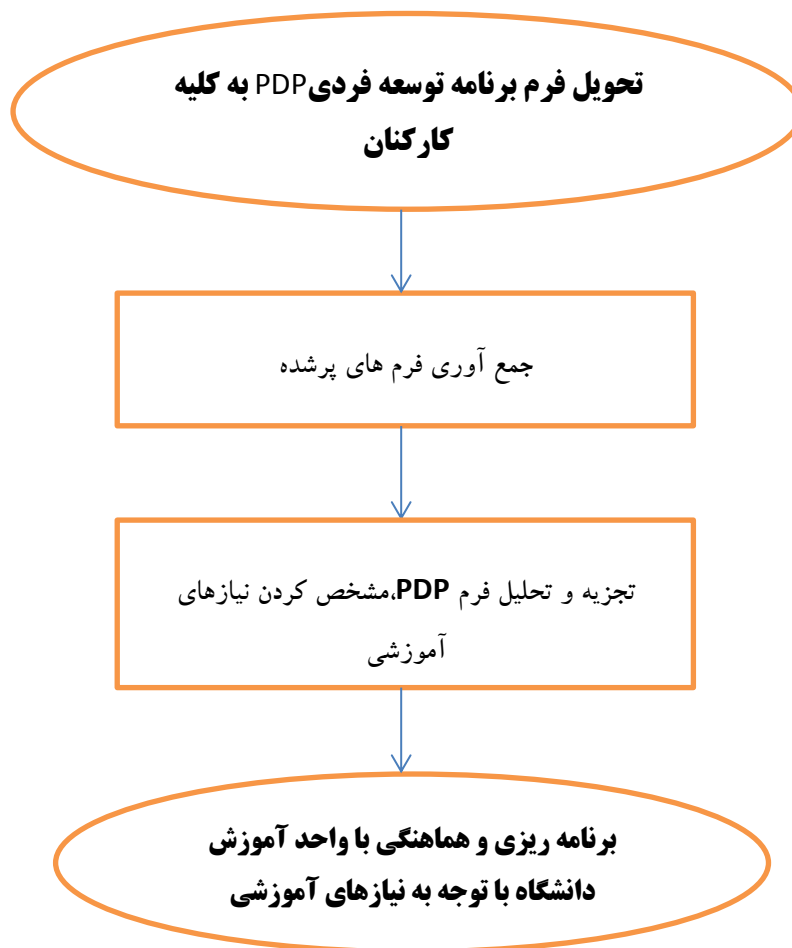 تحویل فرم برنامه توسعه فردیPDP به کلیه
کارکنان
جمع آوری فرم های پرشده
تجزیه و تحلیل فرم PDP،مشخص کردن نیازهای
آموزشی
برنامه ریزی و هماهنگی با واحد آموزش
دانشگاه با توجه به نیازهای آموزشی